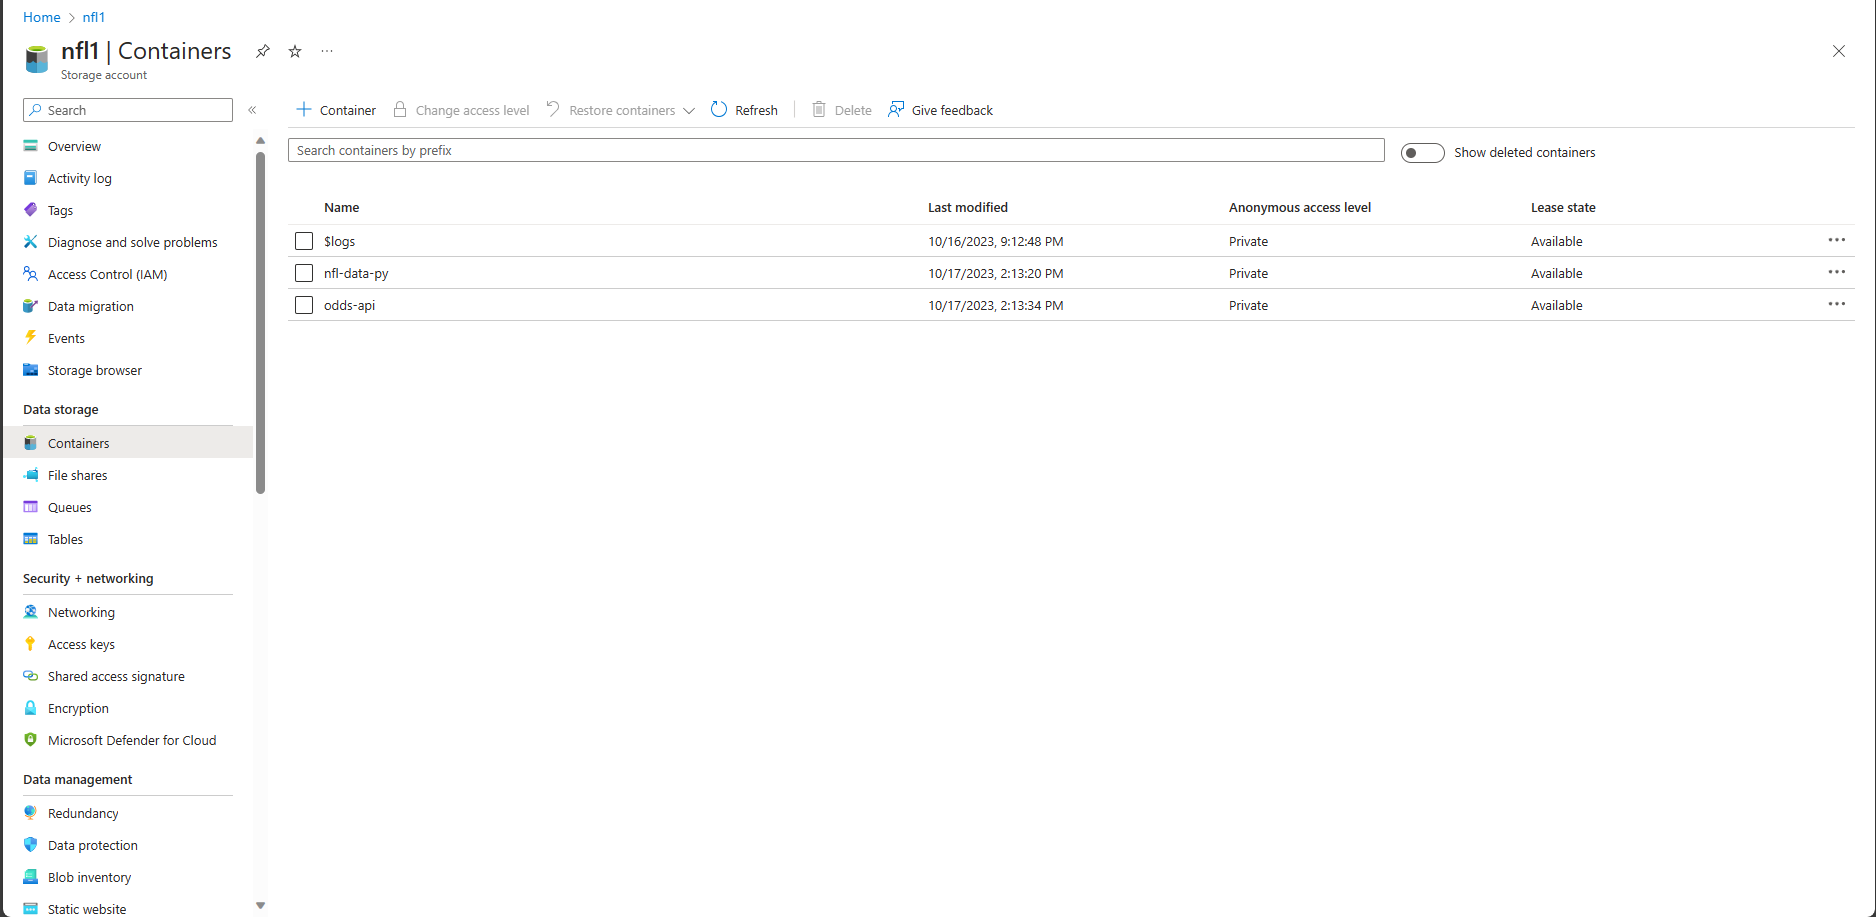 Home > nfl1
nfl1 | Containers
Storage account
Search
Overview
Activity log
Tags
Diagnose and solve problems
Access Control (IAM)
Data migration
Events
Storage browser
Data storage
Containers
File shares
Queues
Tables
Security + networking
Networking
Access keys
Shared access signature
Encryption
Microsoft Defender for Cloud
Data management
Redundancy
Data protection
Blob inventory
Static website
Container Change access level Restore containers Refresh Delete Give feedback
Search containers by prefix
Show deleted containers
Name Last modified Anonymous access level Lease state
$logs 10/16/2023, 9:12:48 PM Private Available
nfl-data-py 10/17/2023, 2:13:20 PM Private Available
odds-api 10/17/2023, 2:13:34 PM Private Available